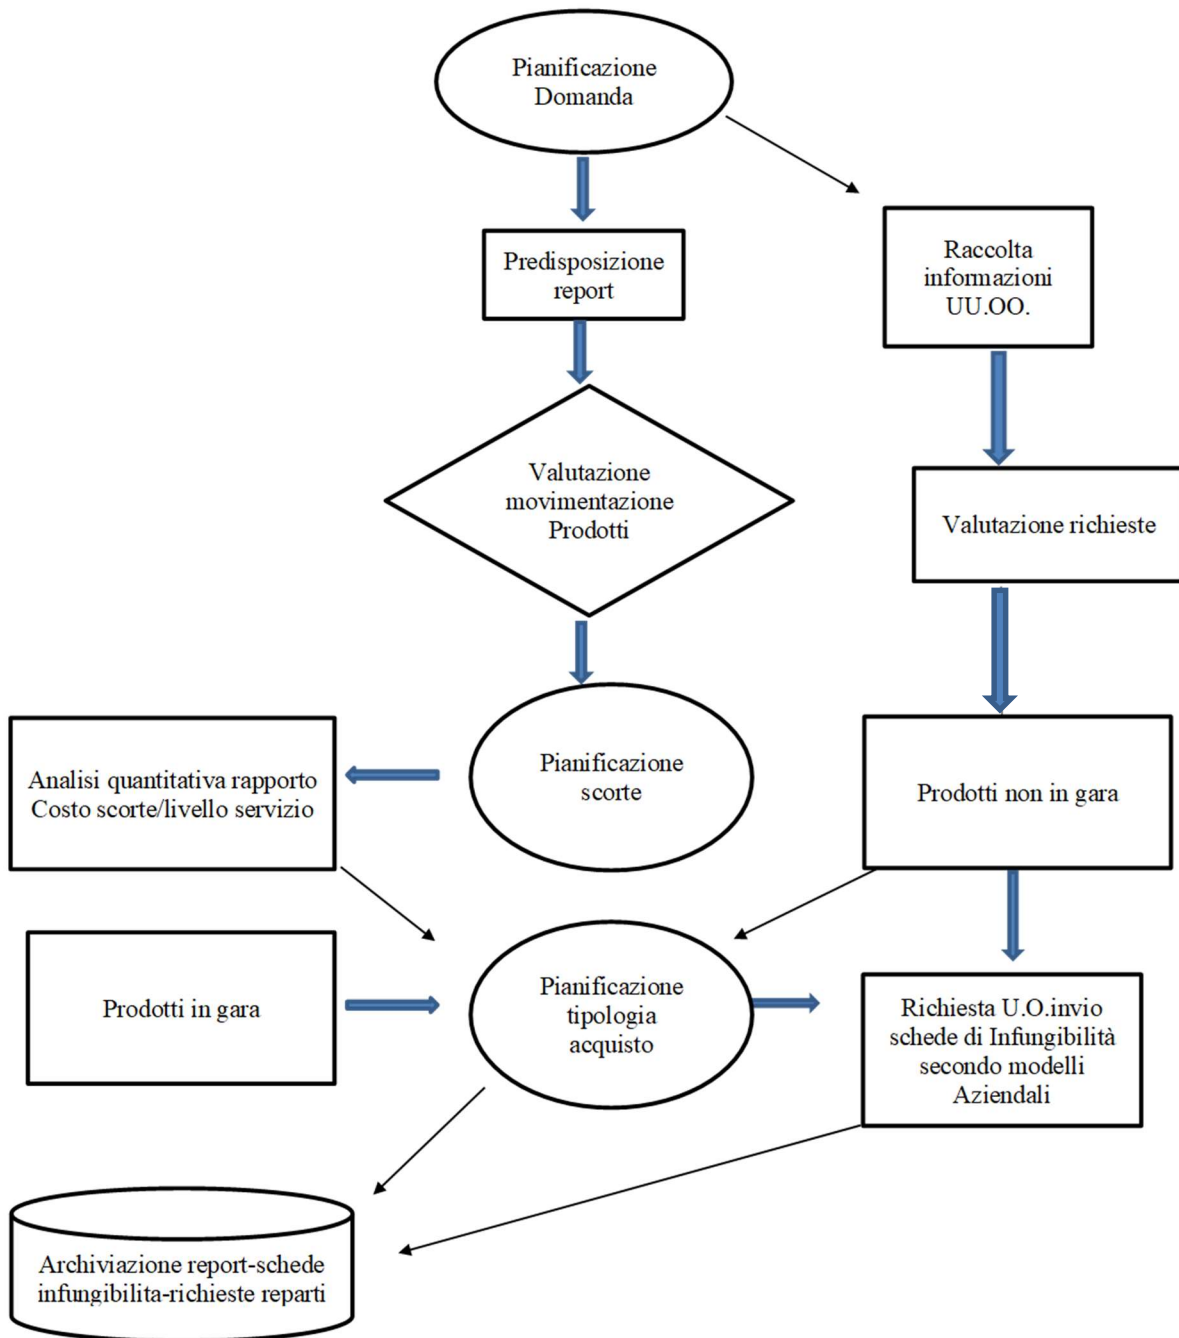 Pianificazione
Domanda
Predisposizione
report
Raccolta
informazioni
UU.OO.
Valutazione
movimentazione
Prodotti
Valutazione richieste
Analisi quantitativa rapporto
Costo scorte/livello servizio
Pianificazione
scorte
Prodotti non in gara
Prodotti in gara
Pianificazione
tipologia
acquisto
Richiesta U.O.invio
schede di Infungibilità
secondo modelli
Aziendali
Archiviazione report-schede
infungibilita-richieste reparti